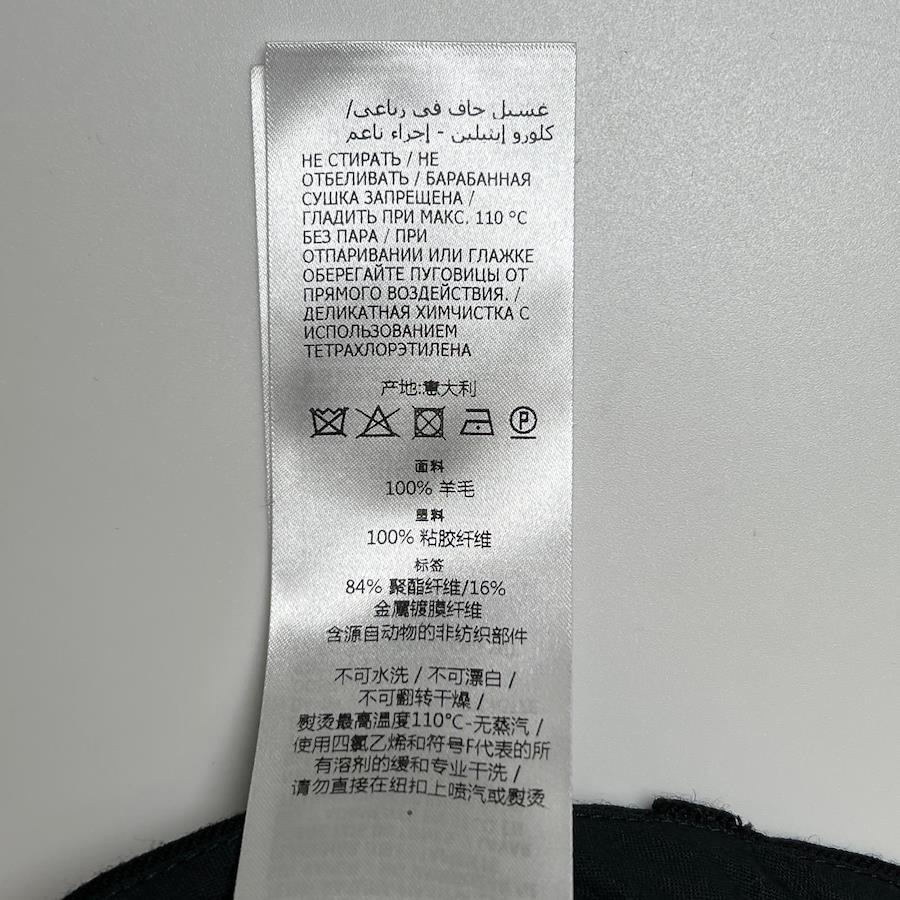 غسيل جاف في رباعي/
كلورو إيثيلين - إجراء ناعم
НЕ СТИРАТЬ / НЕ
ОТБЕЛИВАТЬ / БАРАБАННАЯ
СУШКА ЗАПРЕЩЕНА /
ГЛАДИТЬ ПРИ МАКС. 110 °C
БЕЗ ПАРА / ПРИ
ОТПАРИВАНИИ ИЛИ ГЛАЖКЕ
ОБЕРЕГАЙТЕ ПУГОВИЦЫ ОТ
ПРЯМОГО ВОЗДЕЙСТВИЯ. /
ДЕЛИКАТНАЯ ХИМЧИСТКА С
ИСПОЛЬЗОВАНИЕМ
ТЕТРАХЛОРЭТИЛЕНА
产地:意大利
P
面料
100% 羊毛
100% 粘胶纤维
标签
84% 聚酯纤维/16%
金属镀膜纤维
含源自动物的非纺织部件
不可水洗 / 不可漂白 /
不可翻转干燥 /
熨烫最高温度110°C-无蒸汽 /
使用四氯乙烯和符号F代表的所
有溶剂的缓和专业干洗 /
请勿直接在纽扣上喷汽或熨烫